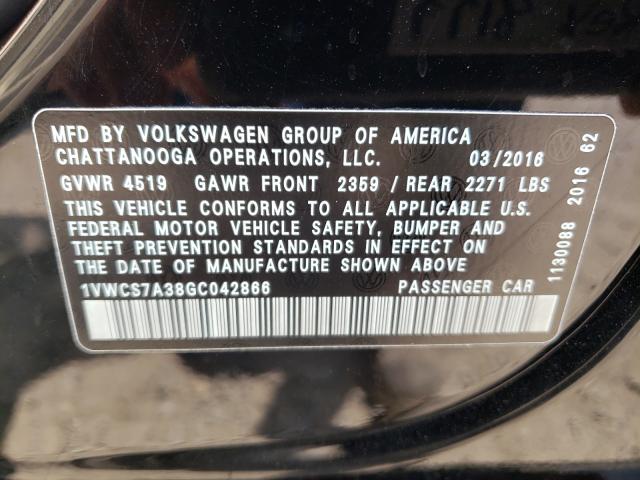 MFD BY VOLKSWAGEN GROUP OF AMERICA
CHATTANOOGA OPERATIONS, LLC. 03/2016
GVWR 4519 GAWR FRONT 2359 / REAR 2271 LBS
THIS VEHICLE CONFORMS TO ALL APPLICABLE U.S.
FEDERAL MOTOR VEHICLE SAFETY, BUMPER AND
THEFT PREVENTION STANDARDS IN EFFECT ON
THE DATE OF MANUFACTURE SHOWN ABOVE
1VWCS7A38GC042866 PASSENGER CAR
1130088 2016 62